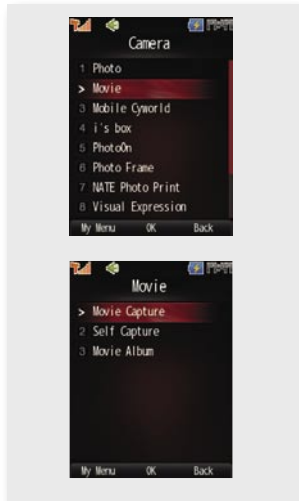 Camera
1 Photo
> Movie
3 Mobile Cyworld
4 i's box
5 PhotoOn
6 Photo Frame
7 NATE Photo Print
8 Visual Expression
My Menu OK Back
Movie
> Movie Capture
2 Self Capture
3 Movie Album
My Menu OK Back